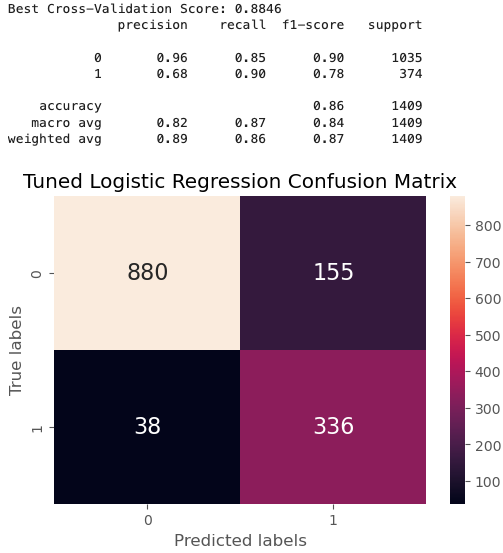 Best Cross-Validation Score: 0.8846
precision recall f1-score support
0 0.96 0.85 0.90 1035
1 0.68 0.90 0.78 374
accuracy 0.86 1409
macro avg 0.82 0.87 0.84 1409
weighted avg 0.89 0.86 0.87 1409
Tuned Logistic Regression Confusion Matrix
True labels
0
880 155
1
38 336
0 1
Predicted labels
800
700
600
500
400
300
200
100